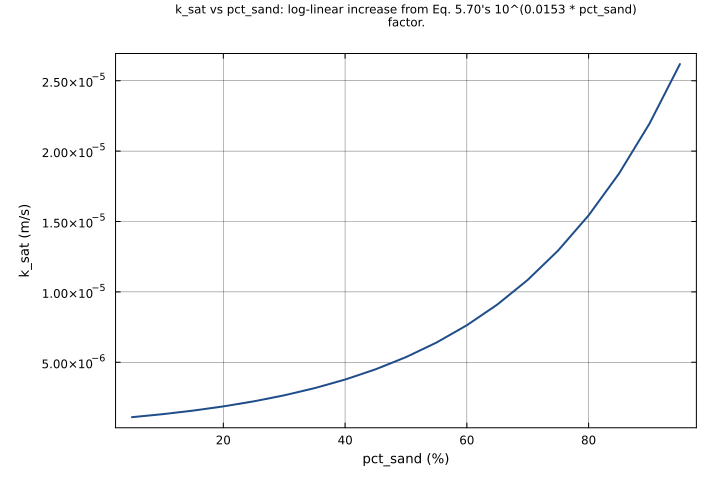 k_sat vs pct_sand: log-linear increase from Eq. 5.70's 10^(0.0153 * pct_sand)
factor.
2.50×10⁻⁵
2.00×10⁻⁵
1.50×10⁻⁵
1.00×10⁻⁵
5.00×10⁻⁶
k_sat (m/s)
20 40 60 80
pct_sand (%)